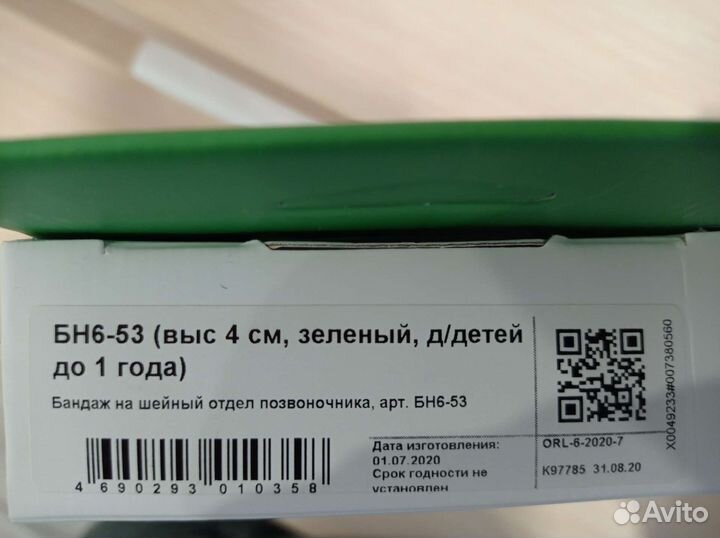 БН6-53 (выс 4 см, зеленый, д/детей
до 1 года)
Бандаж на шейный отдел позвоночника, арт. БН6-53
4 690293 010358
Дата изготовления:
01.07.2020
Срок годности не
установлен
ORL-6-2020-7
K97785 31.08.20
X0049233#007380560
Avito